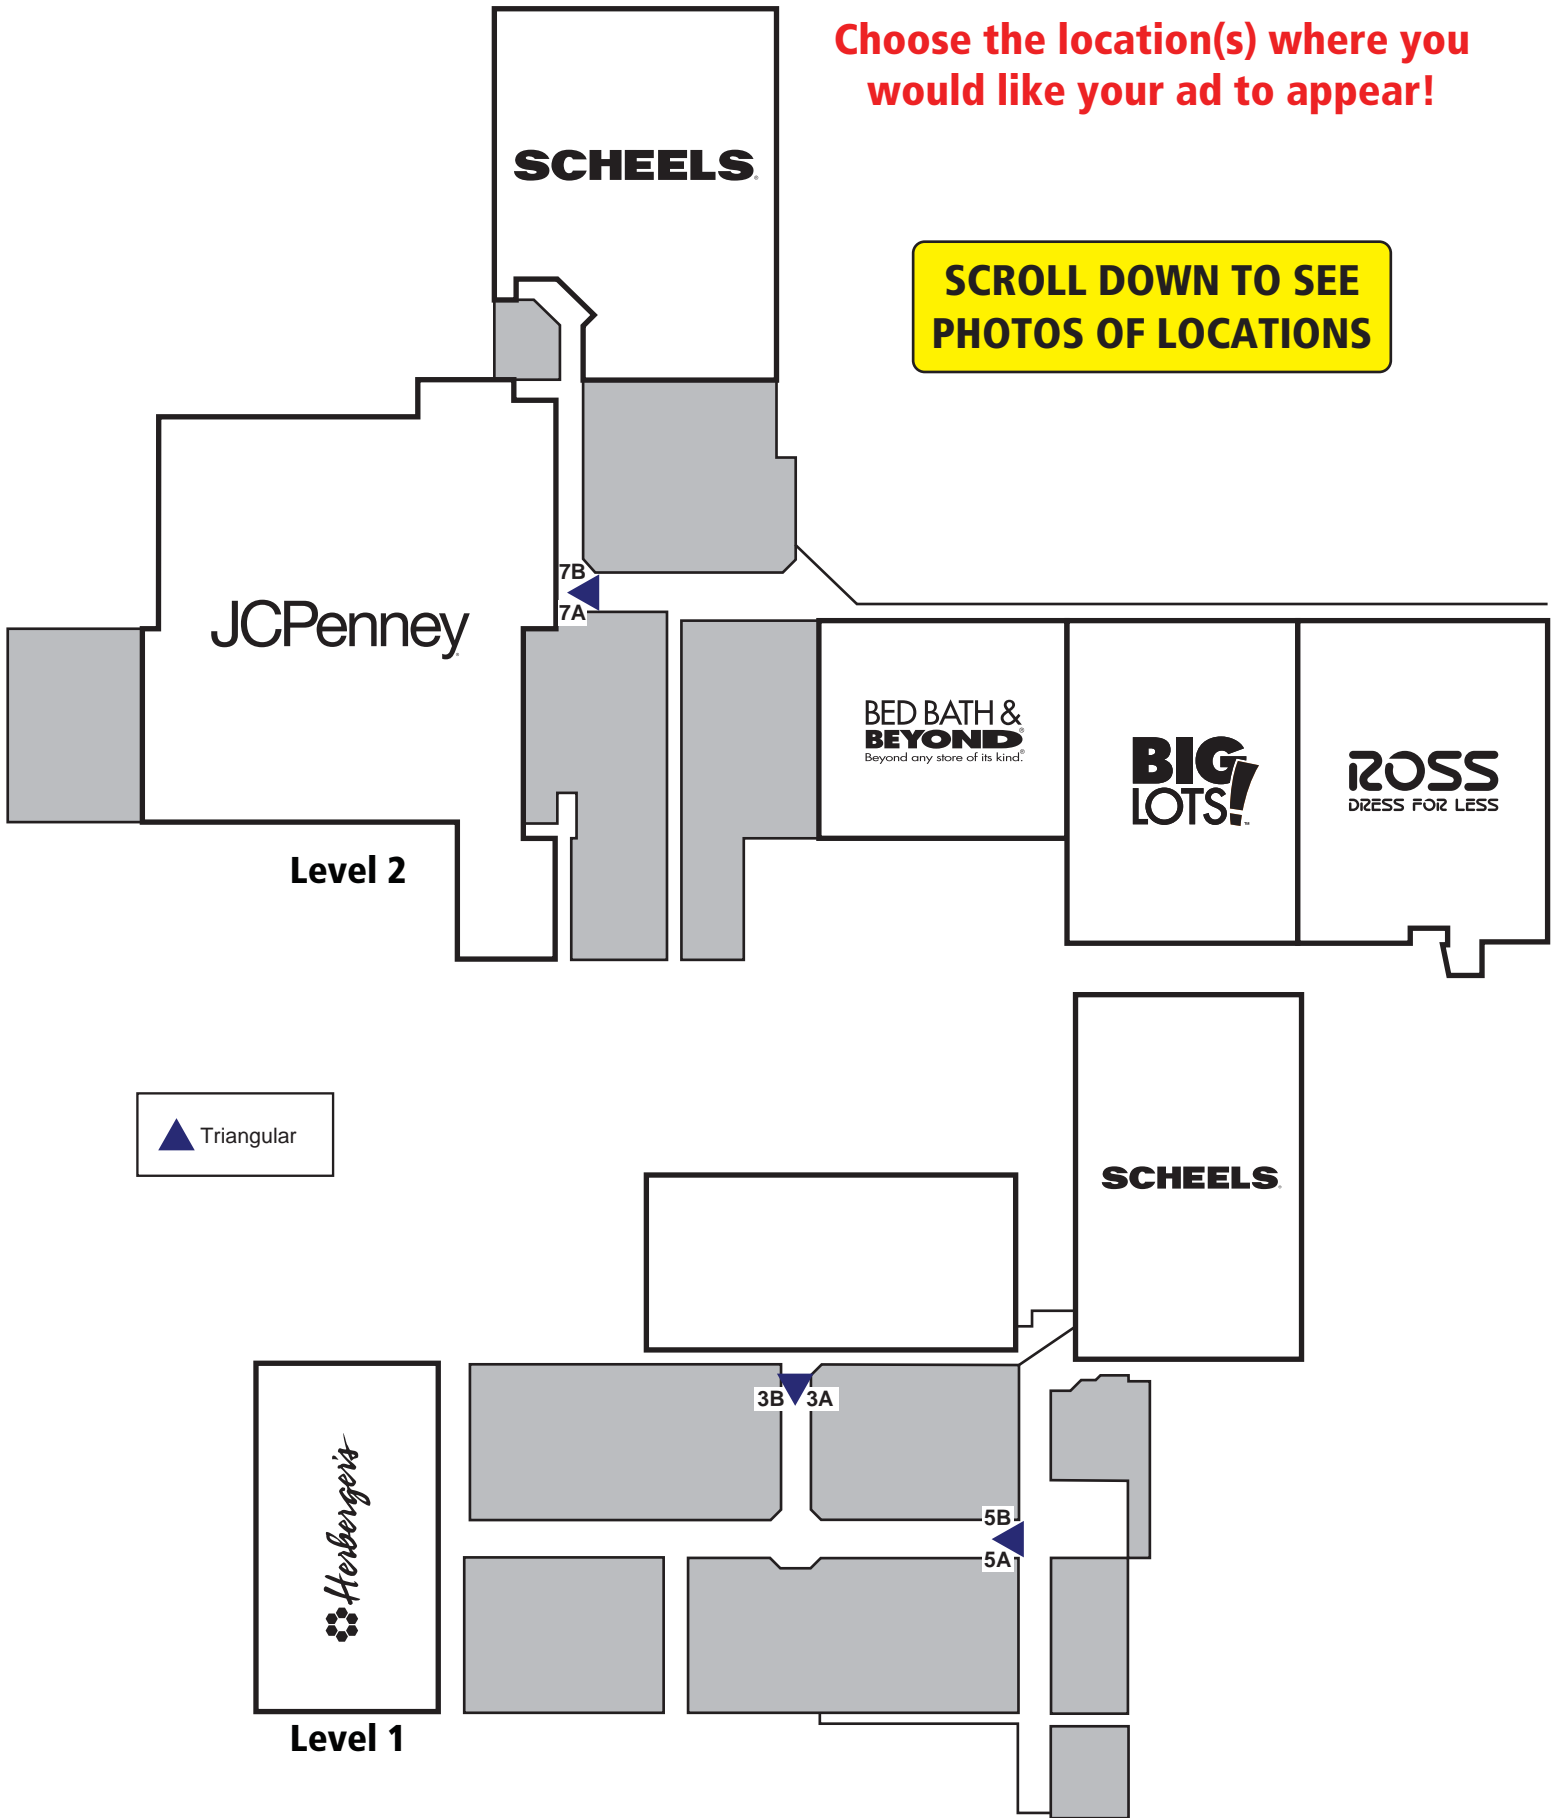 Choose the location(s) where you
would like your ad to appear!
SCHEELS®
SCROLL DOWN TO SEE
PHOTOS OF LOCATIONS
7B
7A
JCPenney
BED BATH &
BEYOND®
Beyond any store of its kind.®
BIG
LOTS!™
ROSS
DRESS FOR LESS
Level 2
Triangular
SCHEELS®
3B 3A
Herberger's
5B
5A
Level 1